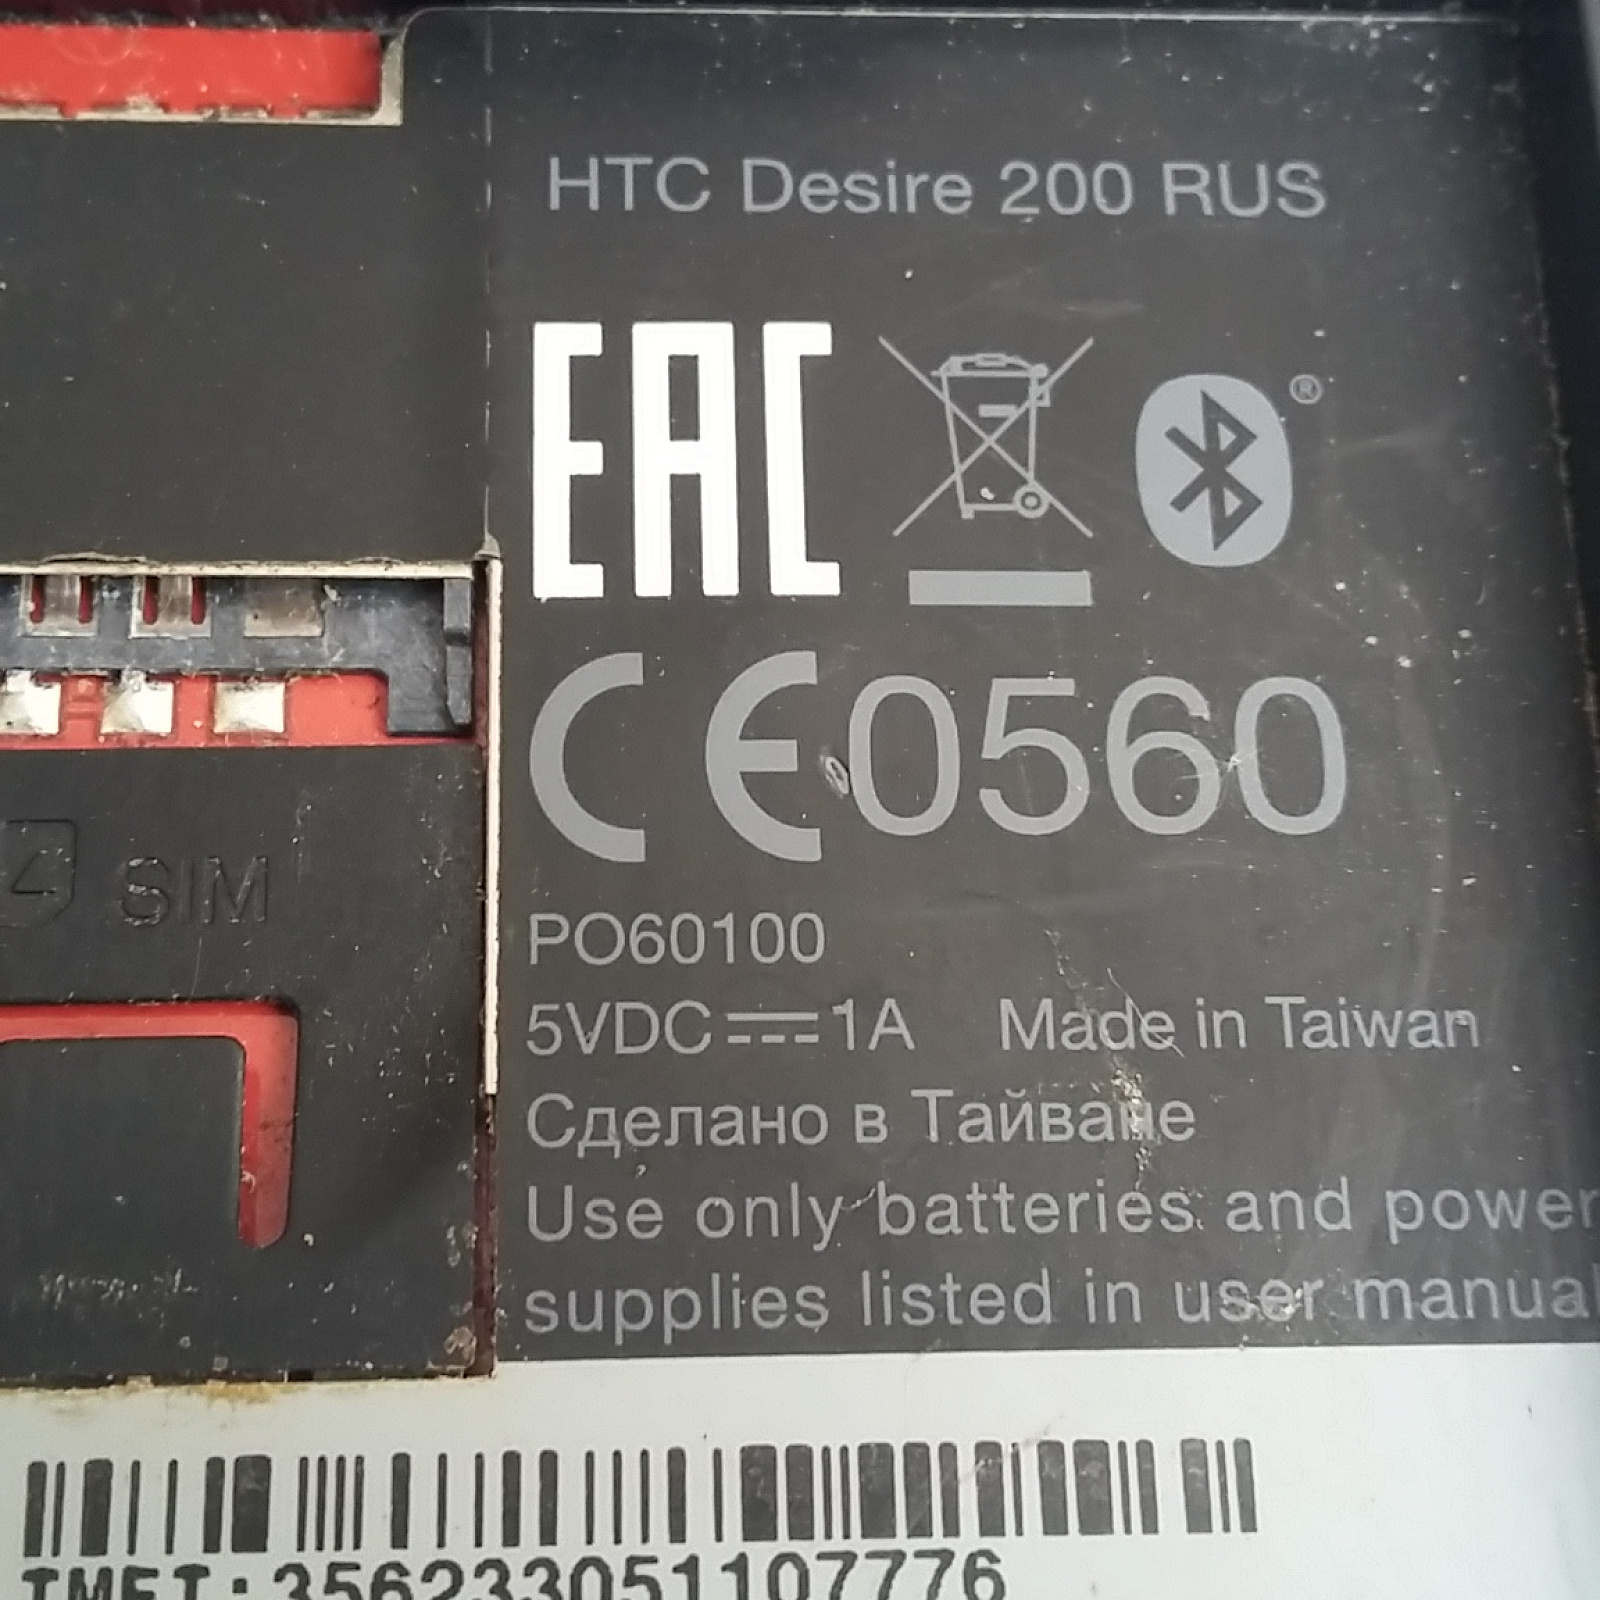 HTC Desire 200 RUS
EAC
®
CE0560
SIM
PO60100
5VDC⎓1A Made in Taiwan
Сделано в Тайване
Use only batteries and power
supplies listed in user manual
IMEI:356233051107776